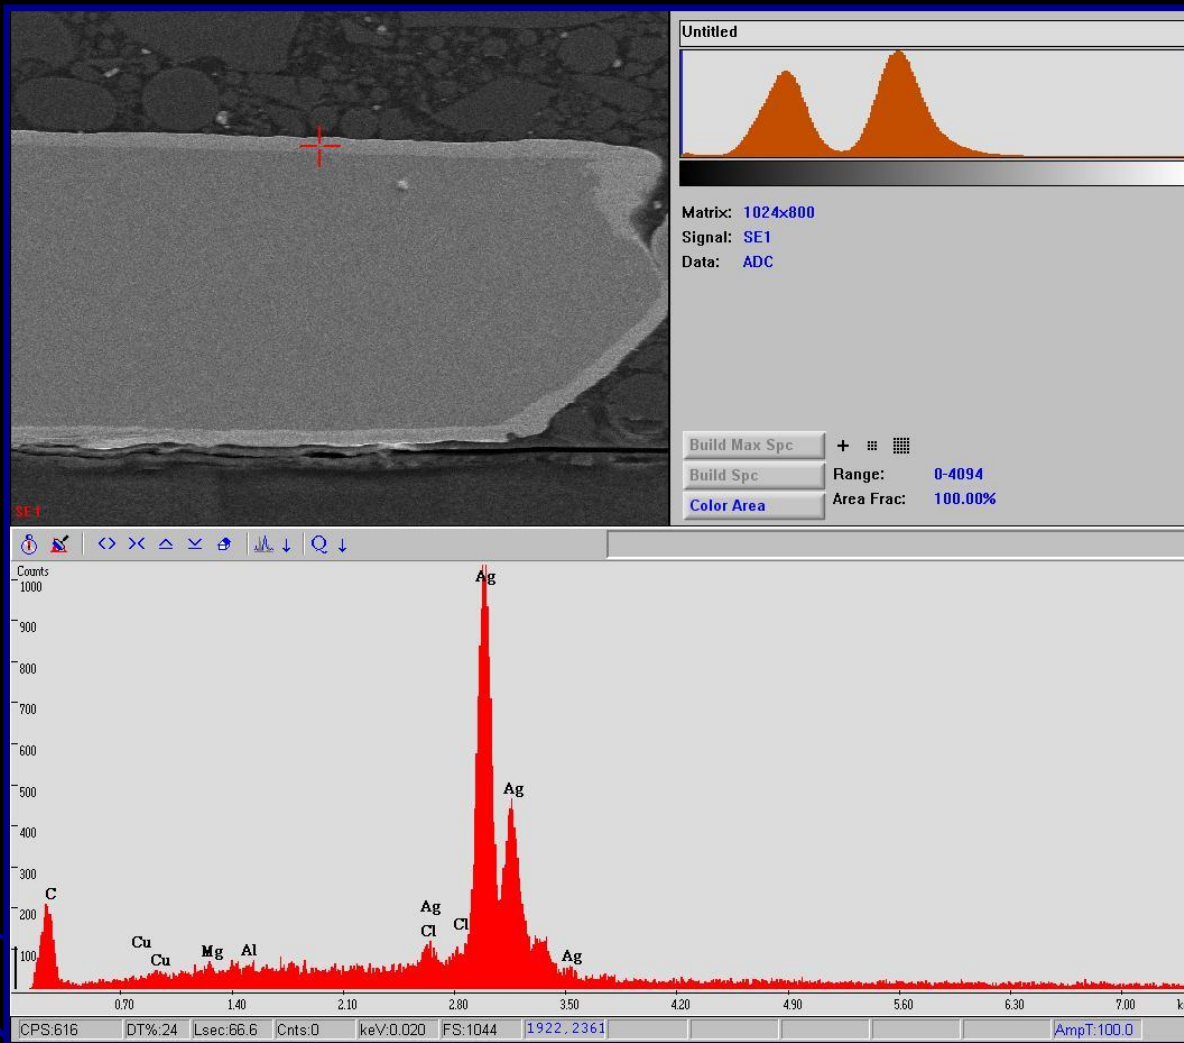 Untitled
Matrix: 1024x800
Signal: SE1
Data: ADC
Build Max Spc
Build Spc
Range: 0-4094
Color Area
Area Frac: 100.00%
SE1
Counts
1000
900
800
700
600
500
400
300
200
100
Ag
Ag
C
Ag
Cl
Cl
Cu
Cu
Mg
Al
Ag
0.70 1.40 2.10 2.80 3.50 4.20 4.90 5.60 6.30 7.00 k
CPS:616 DT%:24 Lsec:66.6 Cnts:0 keV:0.020 FS:1044 1922,2361 AmpT:100.0